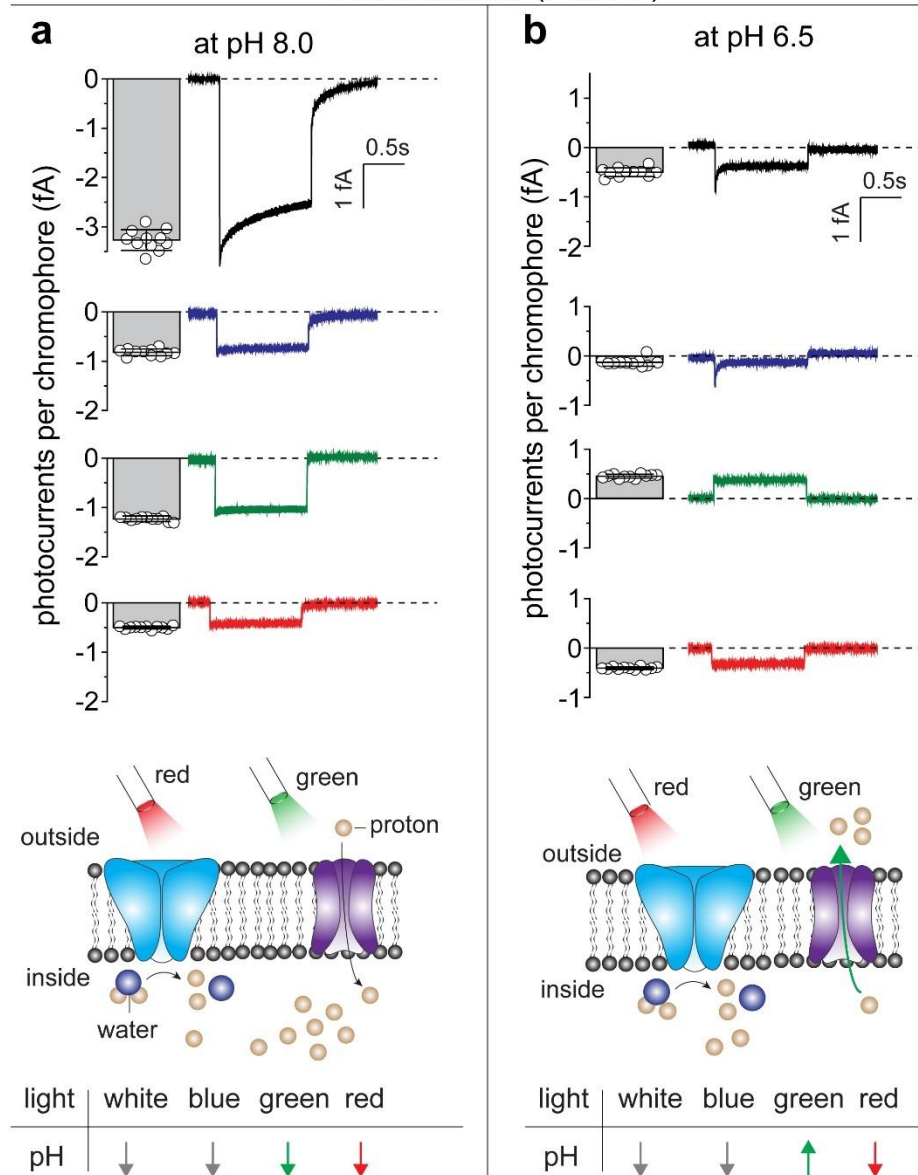 a
at pH 8.0
photocurrents per chromophore (fA)
0
-1
-2
-3
0.5s
1 fA
0
-1
-2
0
-1
-2
0
-1
-2
red
green
proton
outside
inside
water
light white blue green red
pH ↓ ↓ ↓ ↓
b
at pH 6.5
photocurrents per chromophore (fA)
1
0
-1
-2
0.5s
1 fA
1
0
-1
1
0
-1
1
0
-1
red
green
outside
inside
light white blue green red
pH ↓ ↓ ↑ ↓